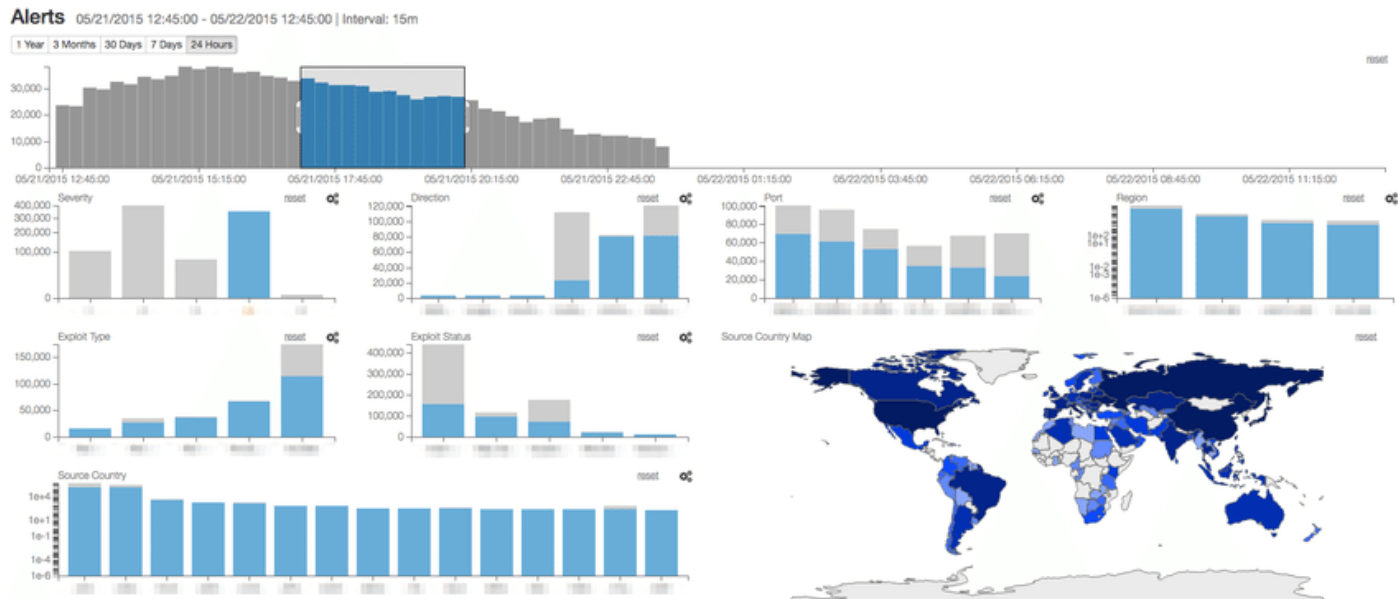 Alerts 05/21/2015 12:45:00 - 05/22/2015 12:45:00 | Interval: 15m
1 Year 3 Months 30 Days 7 Days 24 Hours
reset
30,000
20,000
10,000
0
05/21/2015 12:45:00 05/21/2015 15:15:00 05/21/2015 17:45:00 05/21/2015 20:15:00 05/21/2015 22:45:00 05/22/2015 01:15:00 05/22/2015 03:45:00 05/22/2015 06:15:00 05/22/2015 08:45:00 05/22/2015 11:15:00
Severity reset
400,000
300,000
200,000
100,000
0
Direction reset
120,000
100,000
80,000
60,000
40,000
20,000
0
Port reset
100,000
80,000
60,000
40,000
20,000
0
Region reset
1e+2
1e+1
1e-2
1e-3
1e-6
Exploit Type reset
150,000
100,000
50,000
0
Exploit Status reset
400,000
300,000
200,000
100,000
0
Source Country Map reset
Source Country reset
1e+4
1e+1
1e-1
1e-4
1e-6